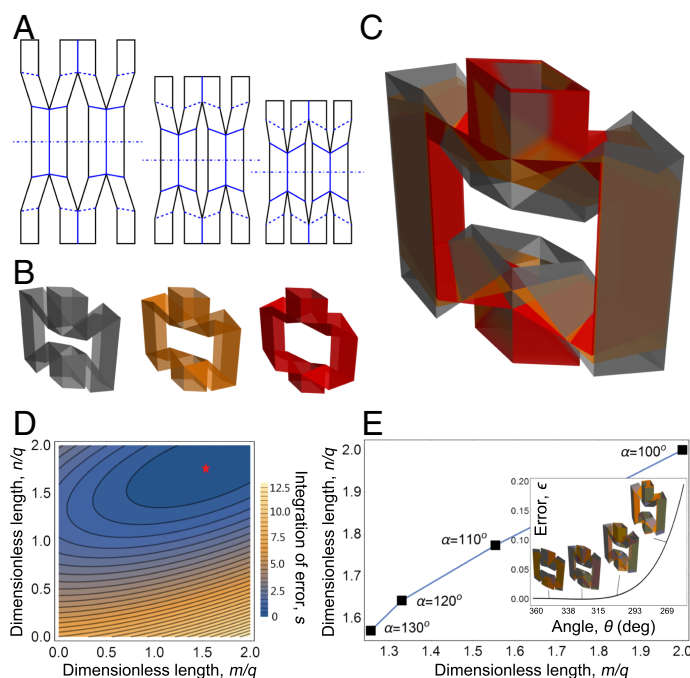 A
C
B
D
2.0
1.5
1.0
0.5
0.0
0.0 0.5 1.0 1.5 2.0
Dimensionless length, n/q
Dimensionless length, m/q
12.5
10.0
7.5
5.0
2.5
0
Integration of error, s
E
2.0
1.9
1.8
1.7
1.6
1.3 1.4 1.5 1.6 1.7 1.8 1.9 2.0
Dimensionless length, n/q
Dimensionless length, m/q
α=100°
α=110°
α=120°
α=130°
0.20
0.15
0.10
0.05
0.00
Error, ϵ
360 338 315 293 269
Angle, θ (deg)